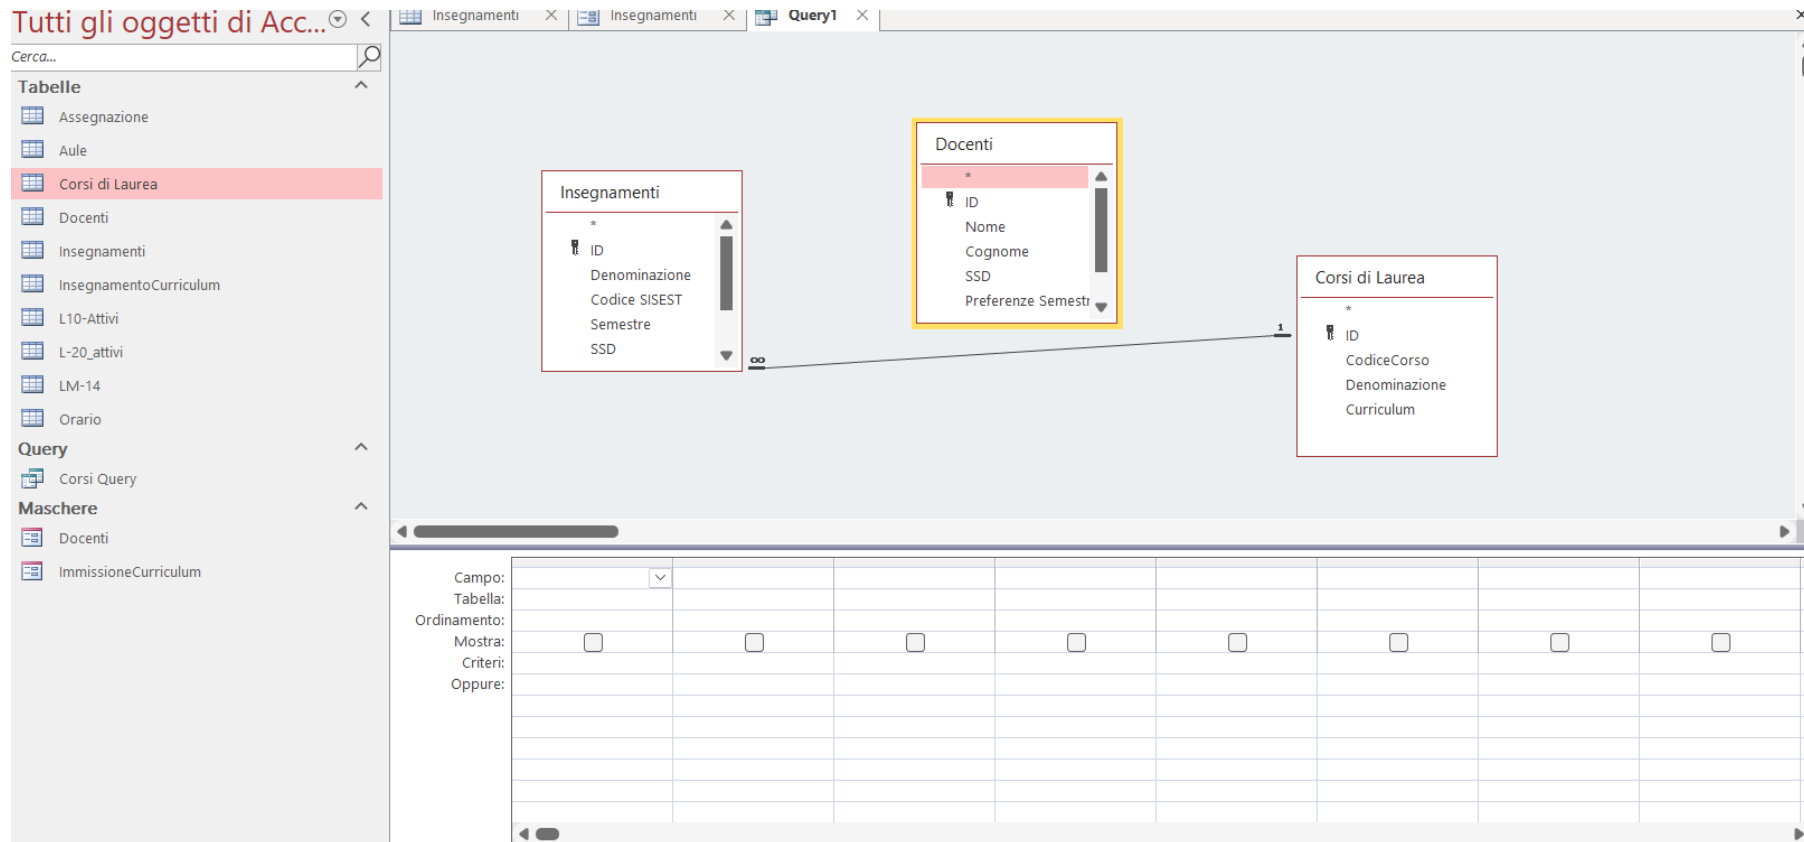 Tutti gli oggetti di Acc...
Cerca...
Tabelle
Assegnazione
Aule
Corsi di Laurea
Docenti
Insegnamenti
InsegnamentoCurriculum
L10-Attivi
L-20_attivi
LM-14
Orario
Query
Corsi Query
Maschere
Docenti
ImmissioneCurriculum
Insegnamenti
Insegnamenti
Query1
Insegnamenti
*
ID
Denominazione
Codice SISEST
Semestre
SSD
Docenti
*
ID
Nome
Cognome
SSD
Preferenze Semestr
Corsi di Laurea
*
ID
CodiceCorso
Denominazione
Curriculum
∞
1
Campo:
Tabella:
Ordinamento:
Mostra:
Criteri:
Oppure: